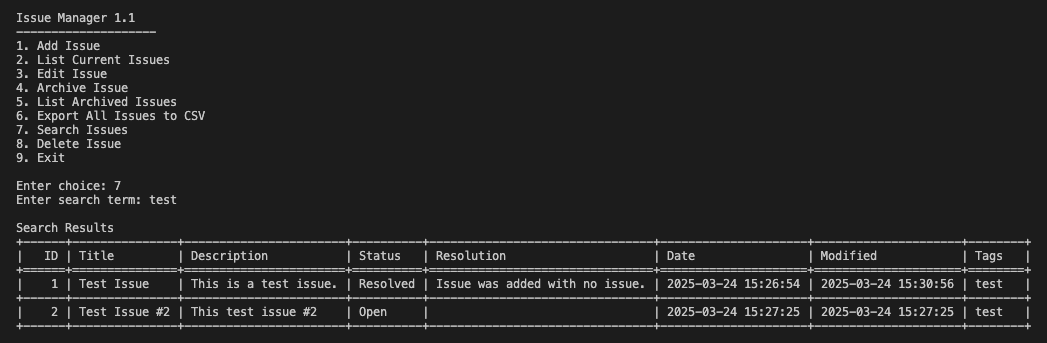 Issue Manager 1.1
--------------------
1. Add Issue
2. List Current Issues
3. Edit Issue
4. Archive Issue
5. List Archived Issues
6. Export All Issues to CSV
7. Search Issues
8. Delete Issue
9. Exit
Enter choice: 7
Enter search term: test
Search Results
+------+---------------+-----------------------+----------+--------------------------------+---------------------+---------------------+--------+
|   ID | Title         | Description           | Status   | Resolution                     | Date                | Modified            | Tags   |
+======+===============+=======================+==========+================================+=====================+=====================+========+
|    1 | Test Issue    | This is a test issue. | Resolved | Issue was added with no issue. | 2025-03-24 15:26:54 | 2025-03-24 15:30:56 | test   |
+------+---------------+-----------------------+----------+--------------------------------+---------------------+---------------------+--------+
|    2 | Test Issue #2 | This test issue #2    | Open     |                                | 2025-03-24 15:27:25 | 2025-03-24 15:27:25 | test   |
+------+---------------+-----------------------+----------+--------------------------------+---------------------+---------------------+--------+